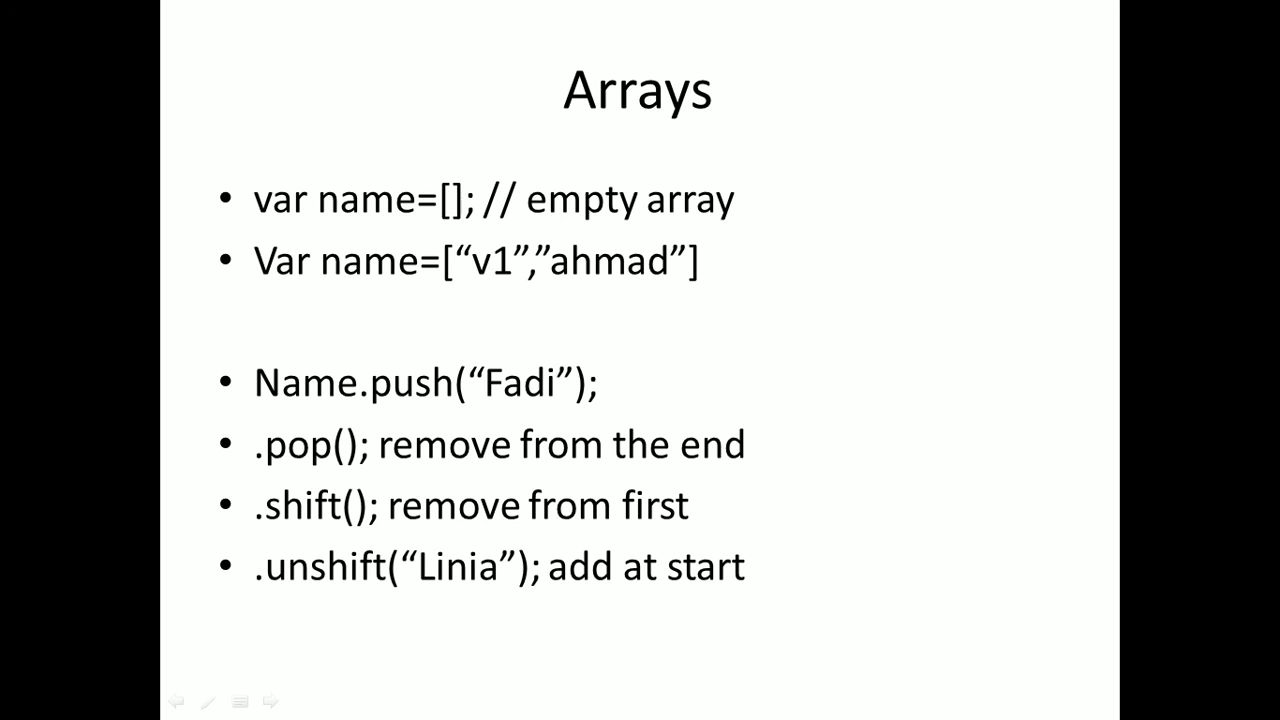 Arrays
• var name=[]; // empty array
• Var name=[“v1”,”ahmad”]
• Name.push(“Fadi”);
• .pop(); remove from the end
• .shift(); remove from first
• .unshift(“Linia”); add at start